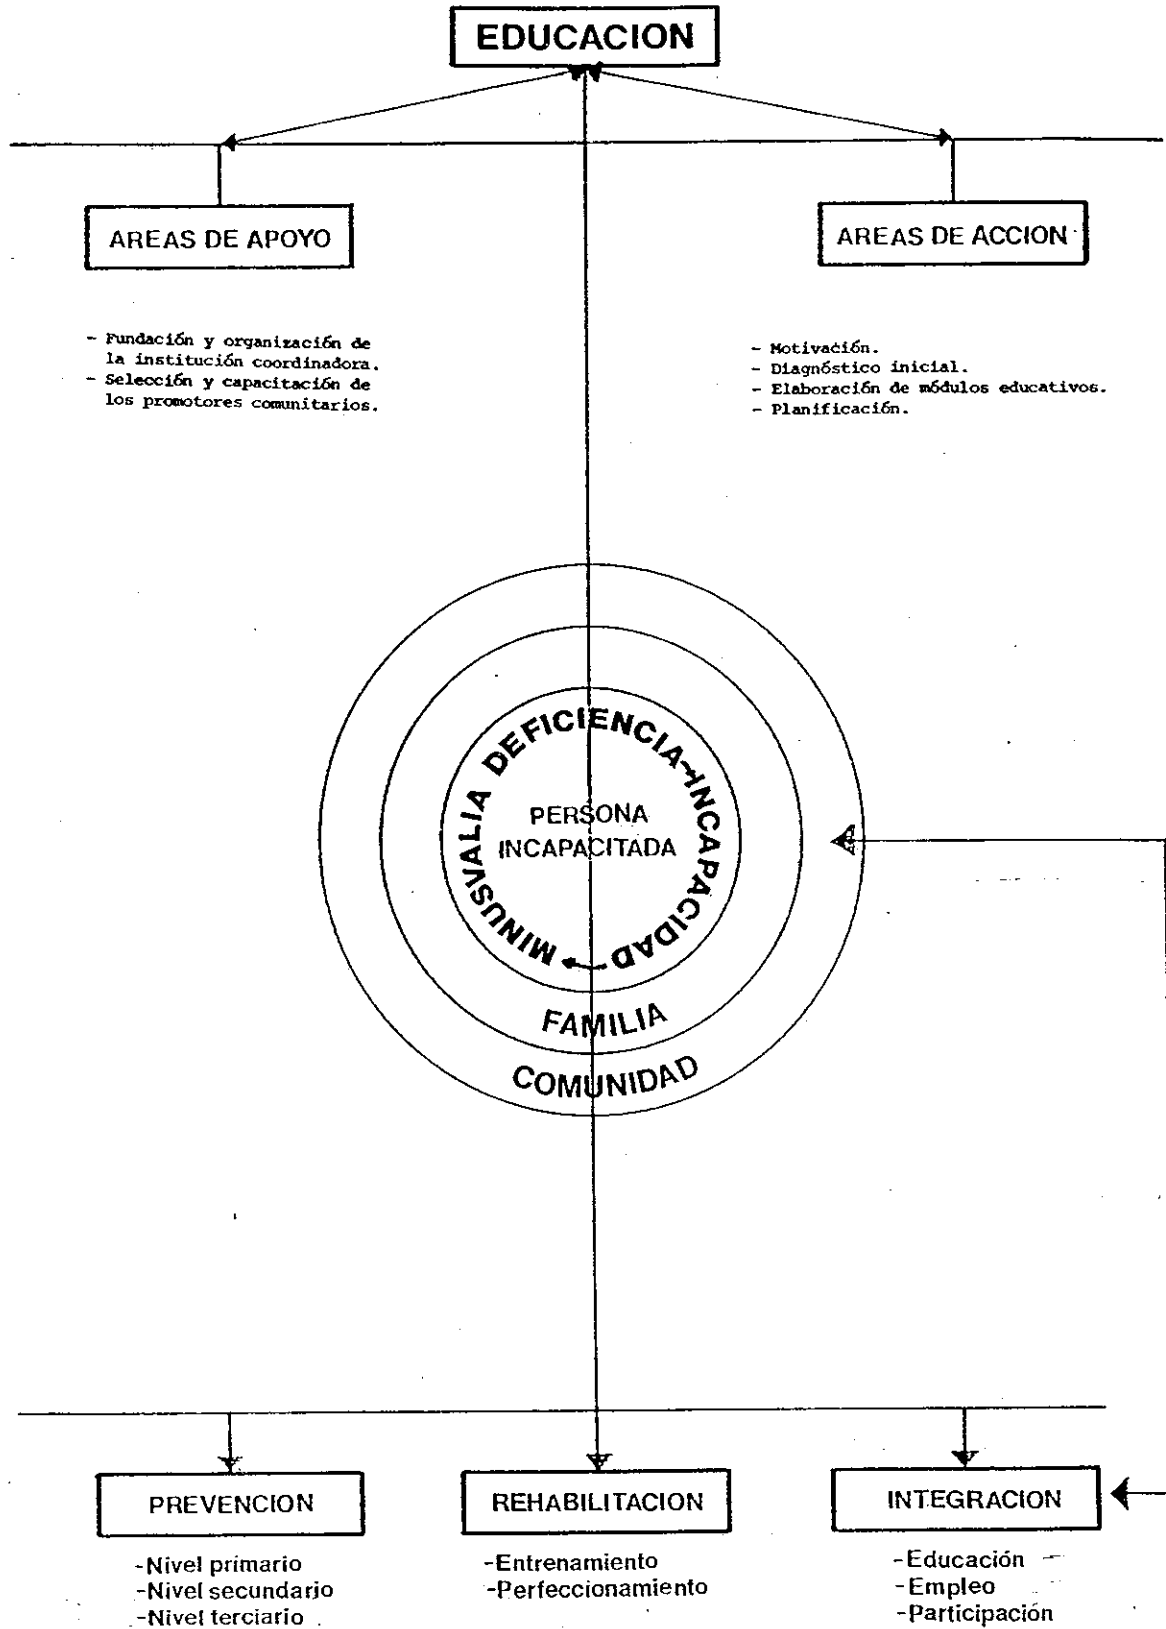 EDUCACION
AREAS DE APOYO
AREAS DE ACCION
- Fundación y organización de
la institución coordinadora.
- Selección y capacitación de
los promotores comunitarios.
- Motivación.
- Diagnóstico inicial.
- Elaboración de módulos educativos.
- Planificación.
DEFICIENCIA-INCAPACIDAD
MINUSVALIA
PERSONA
INCAPACITADA
FAMILIA
COMUNIDAD
PREVENCION
REHABILITACION
INTEGRACION
-Nivel primario
-Nivel secundario
-Nivel terciario
-Entrenamiento
-Perfeccionamiento
-Educación
-Empleo
-Participación